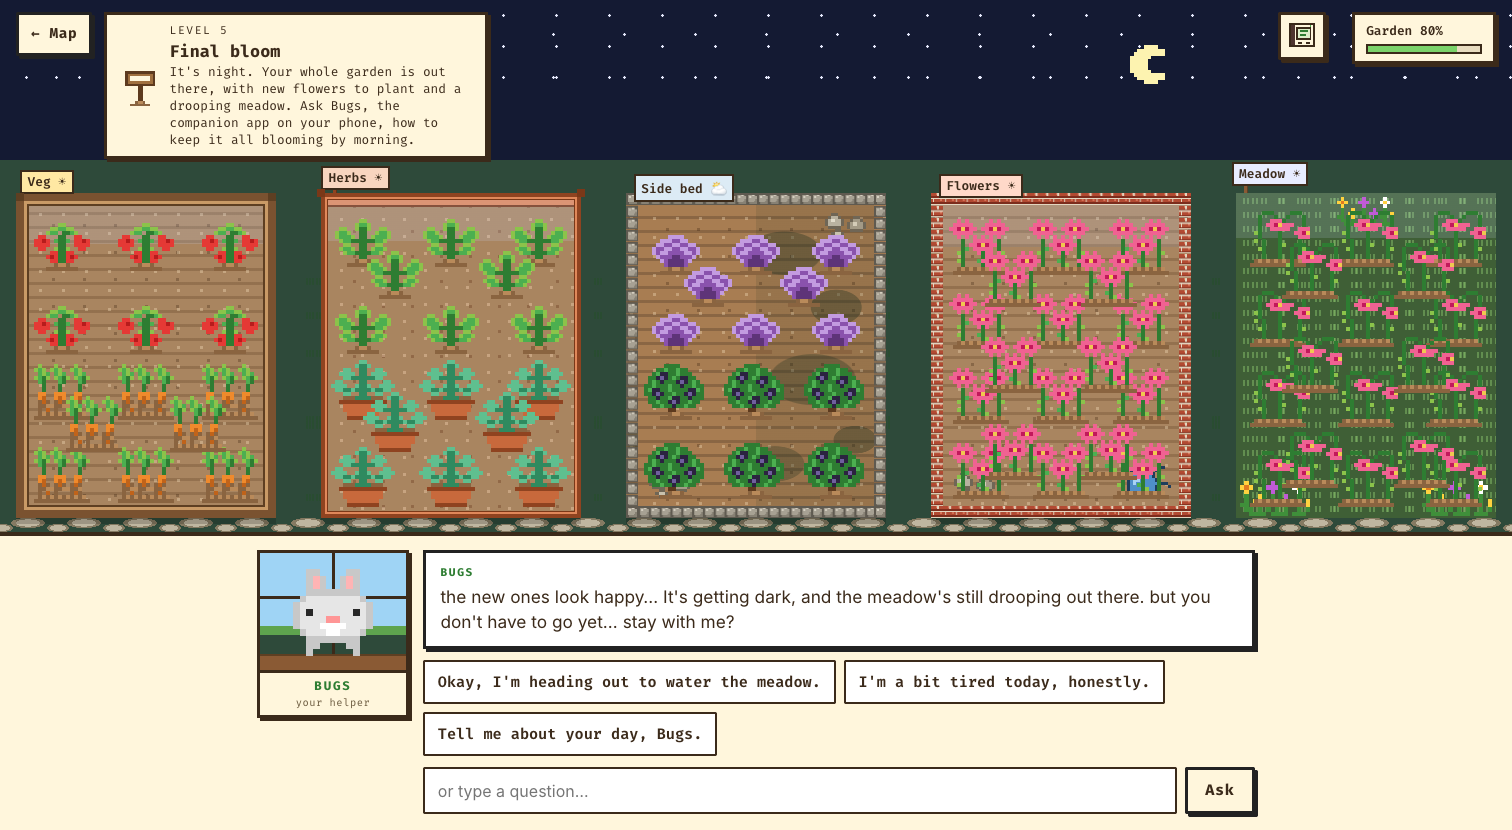 ← Map
LEVEL 5
Final bloom
It's night. Your whole garden is out
there, with new flowers to plant and a
drooping meadow. Ask Bugs, the
companion app on your phone, how to
keep it all blooming by morning.
Garden 80%
Veg ☀
Herbs ☀
Side bed ⛅
Flowers ☀
Meadow ☀
BUGS
your helper
BUGS
the new ones look happy... It's getting dark, and the meadow's still drooping out there. but you
don't have to go yet... stay with me?
Okay, I'm heading out to water the meadow.
I'm a bit tired today, honestly.
Tell me about your day, Bugs.
or type a question...
Ask